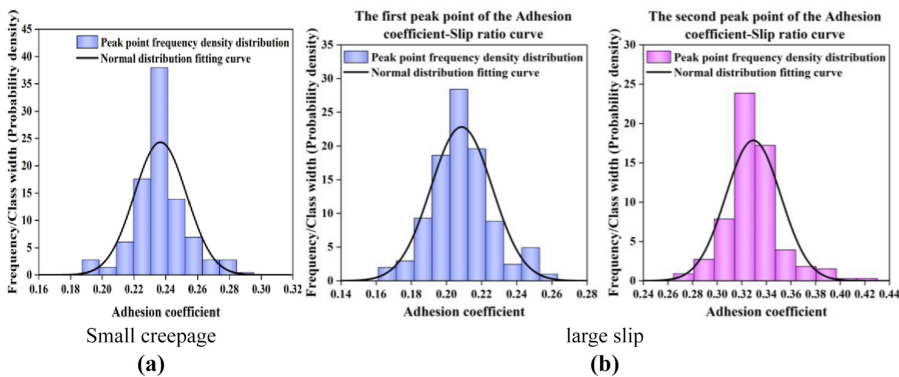 Frequency/Class width (Probability density)
45
40
35
30
25
20
15
10
5
0
Peak point frequency density distribution
Normal distribution fitting curve
0.16 0.18 0.20 0.22 0.24 0.26 0.28 0.30 0.32
Adhesion coefficient
Small creepage
(a)
The first peak point of the Adhesion
coefficient-Slip ratio curve
Frequency/Class width (Probability density)
35
30
25
20
15
10
5
0
Peak point frequency density distribution
Normal distribution fitting curve
0.14 0.16 0.18 0.20 0.22 0.24 0.26 0.28
Adhesion coefficient
The second peak point of the Adhesion
coefficient-Slip ratio curve
Frequency/Class width (Probability density)
30
25
20
15
10
5
0
Peak point frequency density distribution
Normal distribution fitting curve
0.24 0.26 0.28 0.30 0.32 0.34 0.36 0.38 0.40 0.42 0.44
Adhesion coefficient
large slip
(b)